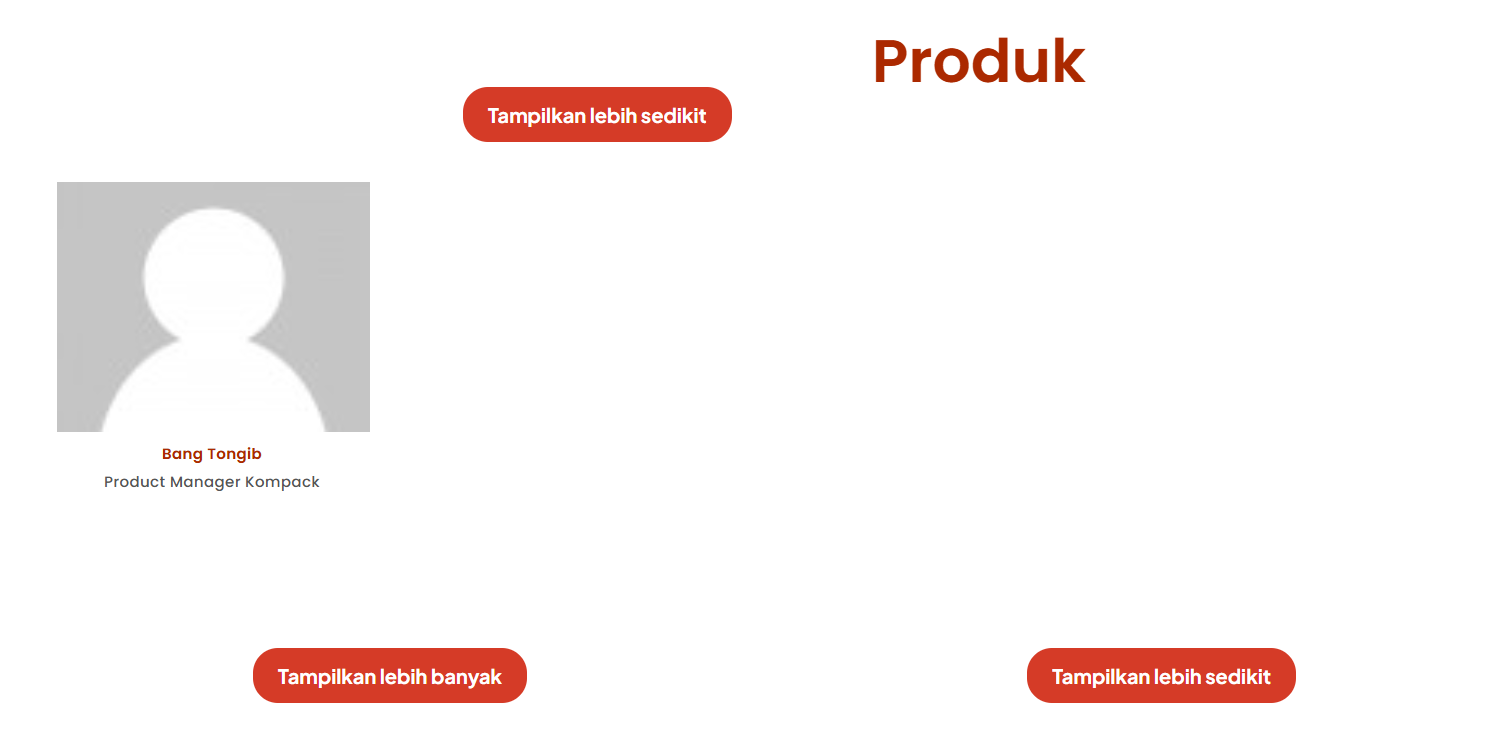 Produk
Tampilkan lebih sedikit
Bang Tongib
Product Manager Kompack
Tampilkan lebih banyak
Tampilkan lebih sedikit